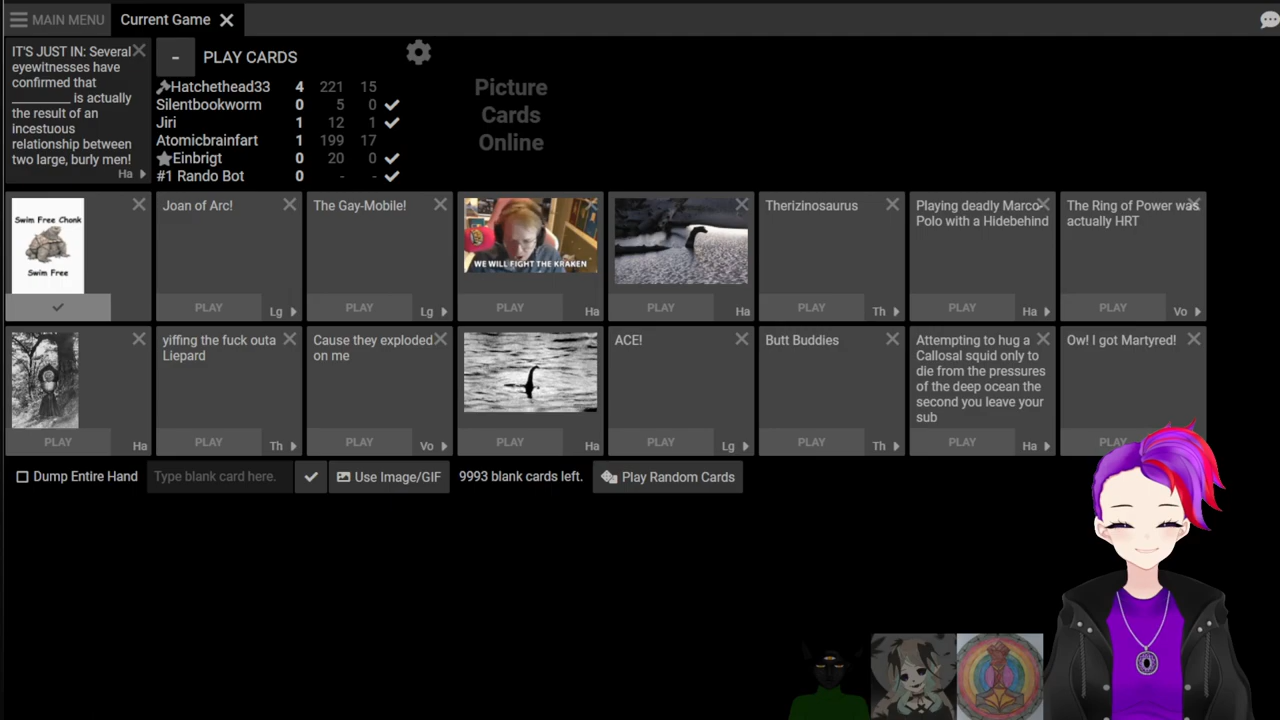 MAIN MENU
Current Game
IT'S JUST IN: Several
eyewitnesses have
confirmed that
_________ is actually
the result of an
incestuous
relationship between
two large, burly men!
Ha
-
PLAY CARDS
Hatchethead33 4 221 15
Silentbookworm 0 5 0
Jiri 1 12 1
Atomicbrainfart 1 199 17
Einbrigt 0 20 0
#1 Rando Bot 0 - -
Picture
Cards
Online
Swim Free Chonk
Swim Free
Joan of Arc!
PLAY
Lg
The Gay-Mobile!
PLAY
Lg
WE WILL FIGHT THE KRAKEN
PLAY
Ha
PLAY
Ha
Therizinosaurus
PLAY
Th
Playing deadly Marco
Polo with a Hidebehind
PLAY
Ha
The Ring of Power was
actually HRT
PLAY
Vo
PLAY
Ha
yiffing the fuck outa
Liepard
PLAY
Th
Cause they exploded
on me
PLAY
Vo
PLAY
Ha
ACE!
PLAY
Lg
Butt Buddies
PLAY
Th
Attempting to hug a
Callosal squid only to
die from the pressures
of the deep ocean the
second you leave your
sub
PLAY
Ha
Ow! I got Martyred!
PLAY
Dump Entire Hand
Type blank card here.
Use Image/GIF
9993 blank cards left.
Play Random Cards